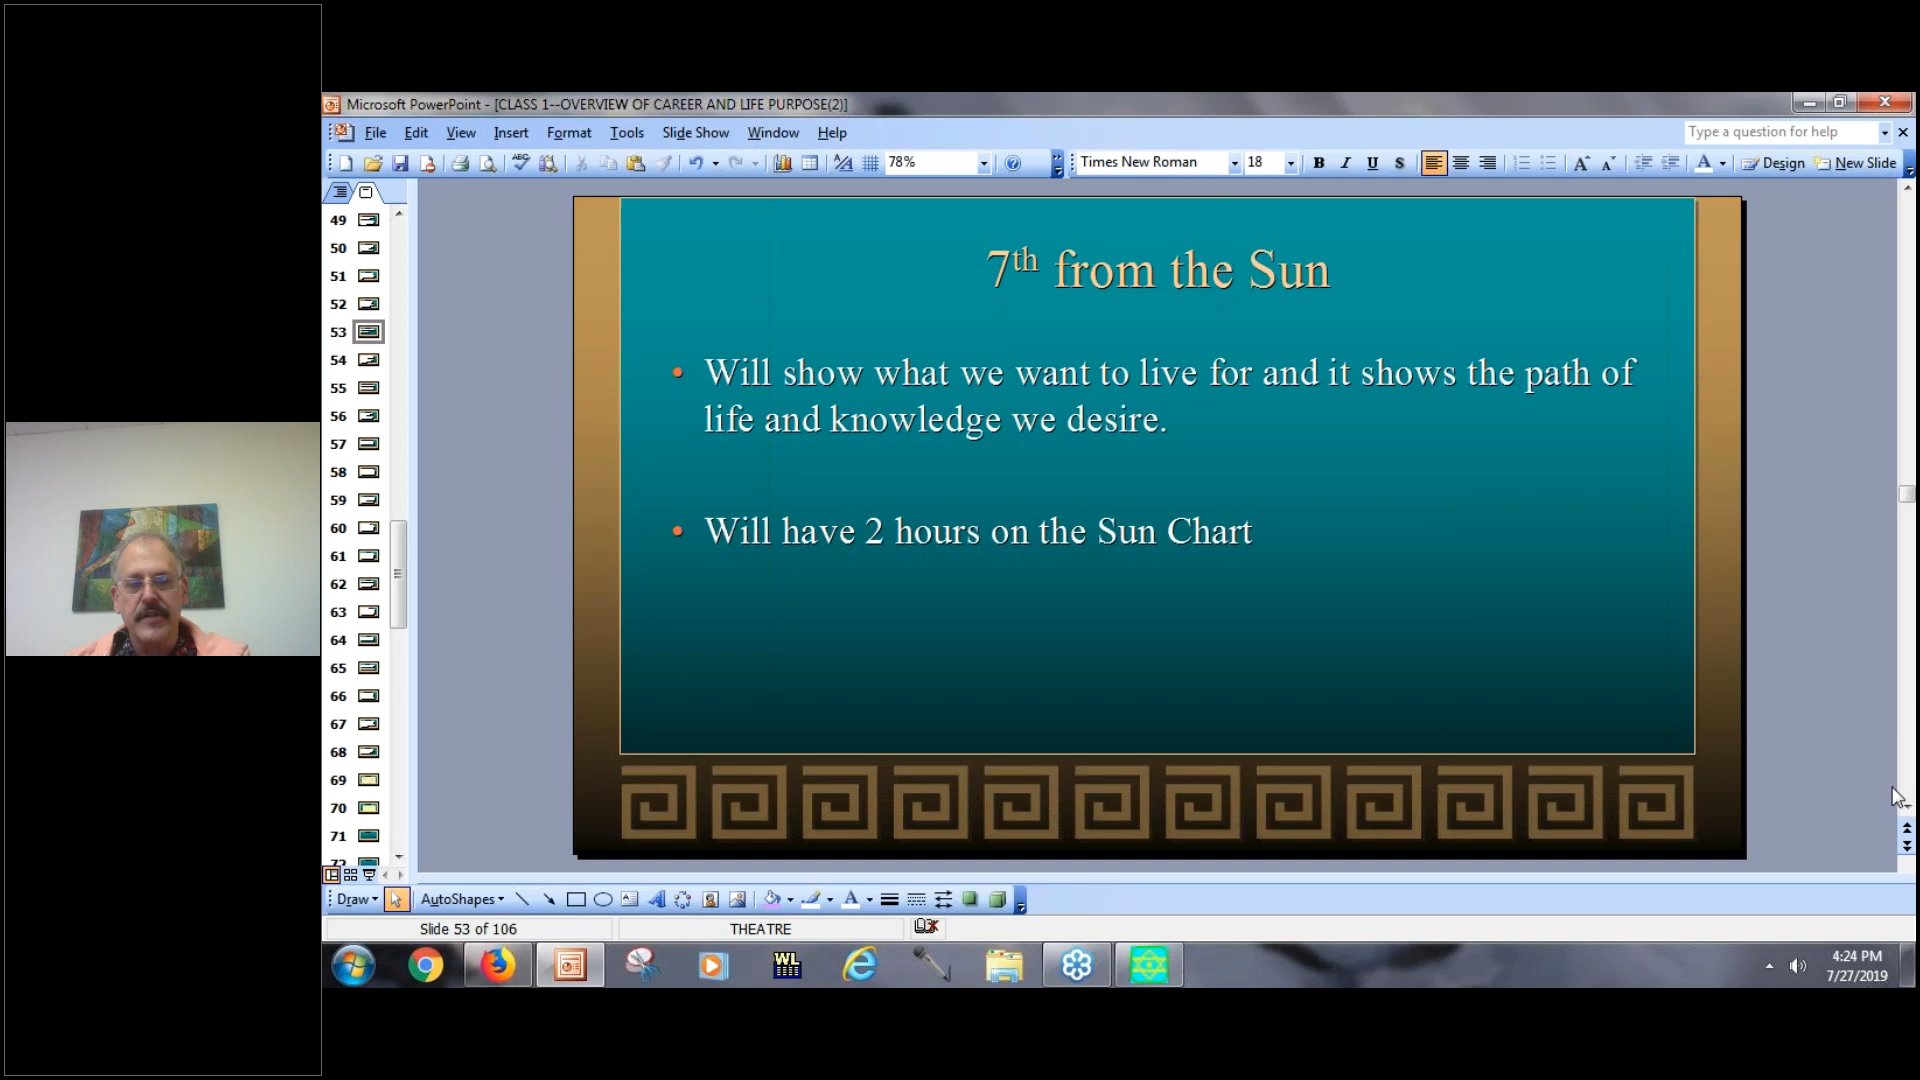 Microsoft PowerPoint - [CLASS 1--OVERVIEW OF CAREER AND LIFE PURPOSE(2)]
File Edit View Insert Format Tools Slide Show Window Help
Type a question for help
78%
Times New Roman
18
B I U S
Design
New Slide
49
50
51
52
53
54
55
56
57
58
59
60
61
62
63
64
65
66
67
68
69
70
71
72
7th from the Sun
• Will show what we want to live for and it shows the path of
life and knowledge we desire.
• Will have 2 hours on the Sun Chart
Draw
AutoShapes
Slide 53 of 106
THEATRE
WL
4:24 PM
7/27/2019